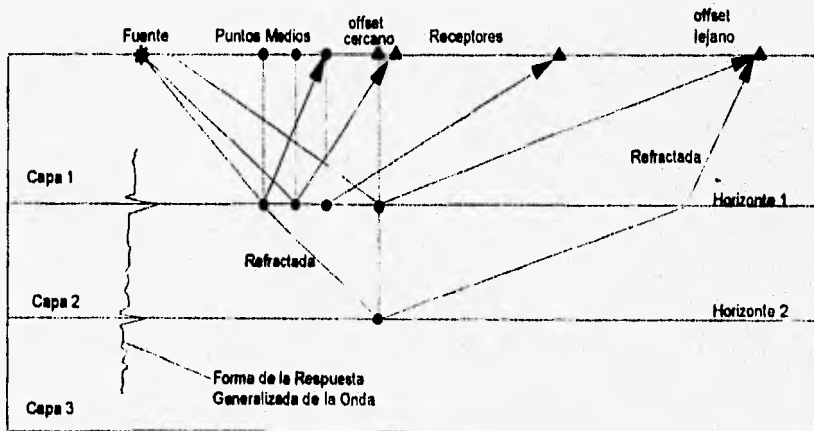 Fuente
Puntos Medios
offset
cercano
Receptores
offset
lejano
Capa 1
Refractada
Horizonte 1
Refractada
Capa 2
Horizonte 2
Forma de la Respuesta
Generalizada de la Onda
Capa 3